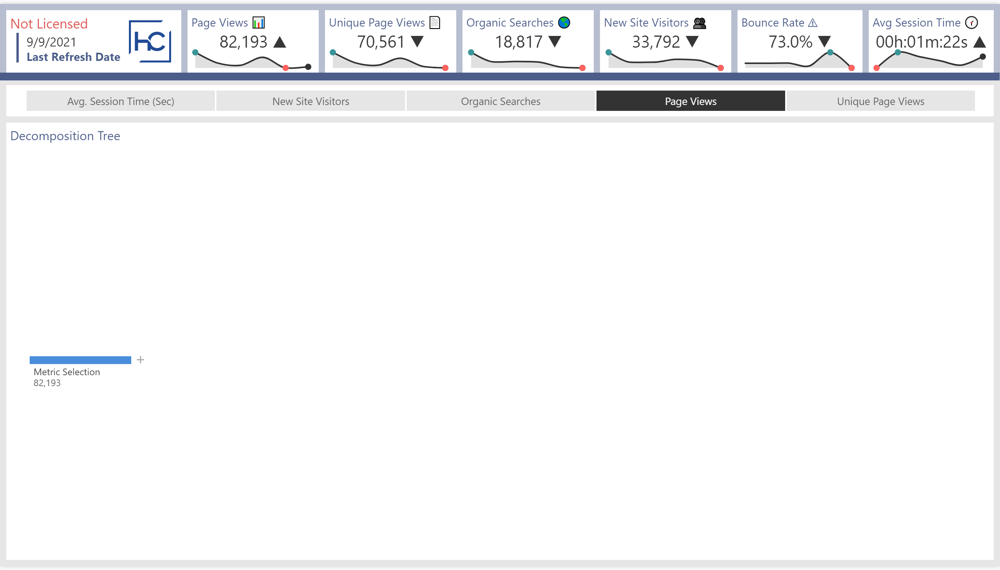 Not Licensed
9/9/2021
Last Refresh Date
HC
Page Views
82,193 ▲
Unique Page Views
70,561 ▼
Organic Searches
18,817 ▼
New Site Visitors
33,792 ▼
Bounce Rate ⚠
73.0% ▼
Avg Session Time
00h:01m:22s ▲
Avg. Session Time (Sec)
New Site Visitors
Organic Searches
Page Views
Unique Page Views
Decomposition Tree
+
Metric Selection
82,193